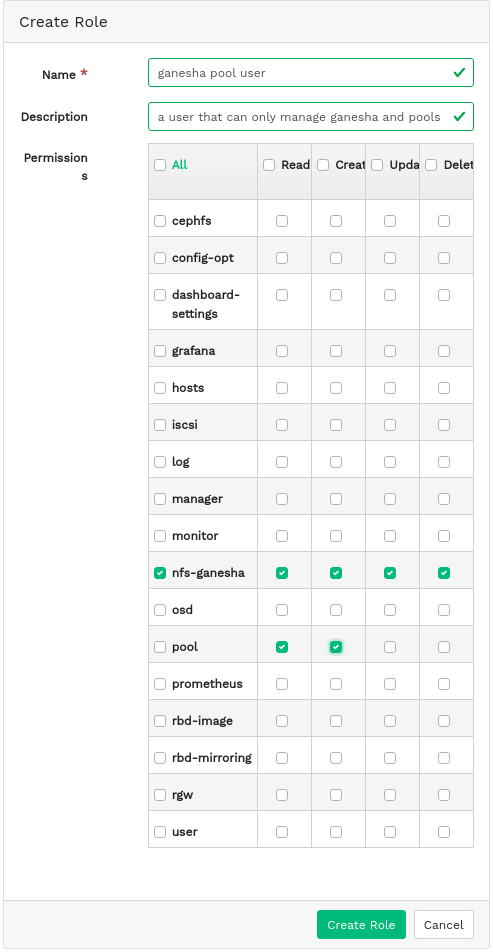 Create Role
Name *
ganesha pool user
Description
a user that can only manage ganesha and pools
Permission
s
All Read Creat Upda Delet
cephfs
config-opt
dashboard-
settings
grafana
hosts
iscsi
log
manager
monitor
nfs-ganesha
osd
pool
prometheus
rbd-image
rbd-mirroring
rgw
user
Create Role Cancel